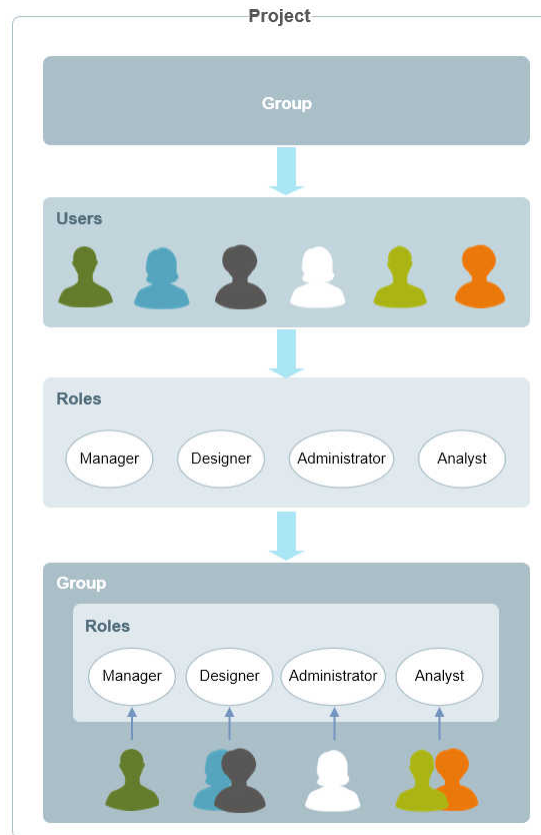 Project
Group
Users
Roles
Manager Designer Administrator Analyst
Group
Roles
Manager Designer Administrator Analyst